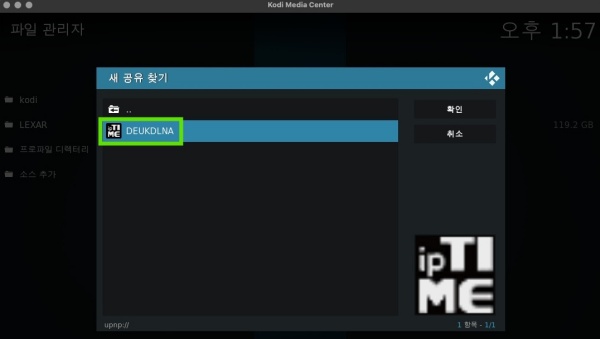 Kodi Media Center
파일 관리자
오후 1:57
새 공유 찾기
kodi
..
확인
LEXAR
ipTIME
DEUKDLNA
취소
119.2 GB
프로파일 디렉터리
소스 추가
ipTI
ME
upnp://
1 항목 - 1/1